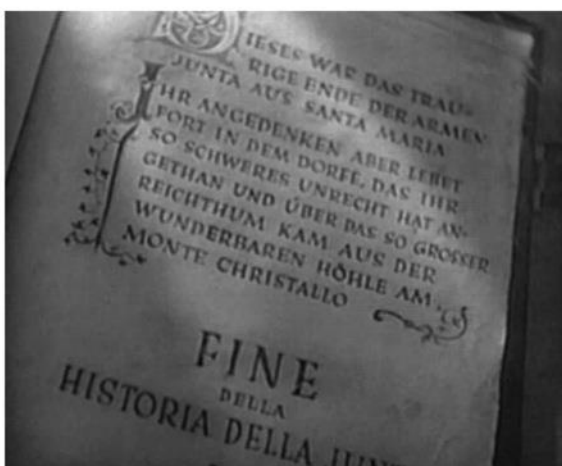 DIESES WAR DAS TRAU-
RIGE ENDE DER ARMEN
JUNTA AUS SANTA MARIA
IHR ANGEDENKEN ABER LEBET
FORT IN DEM DORFE, DAS IHR
SO SCHWERES UNRECHT HAT AN-
GETHAN UND ÜBER DAS SO GROSSER
REICHTHUM KAM AUS DER
WUNDERBAREN HÖHLE AM
MONTE CHRISTALLO
FINE
DELLA
HISTORIA DELLA